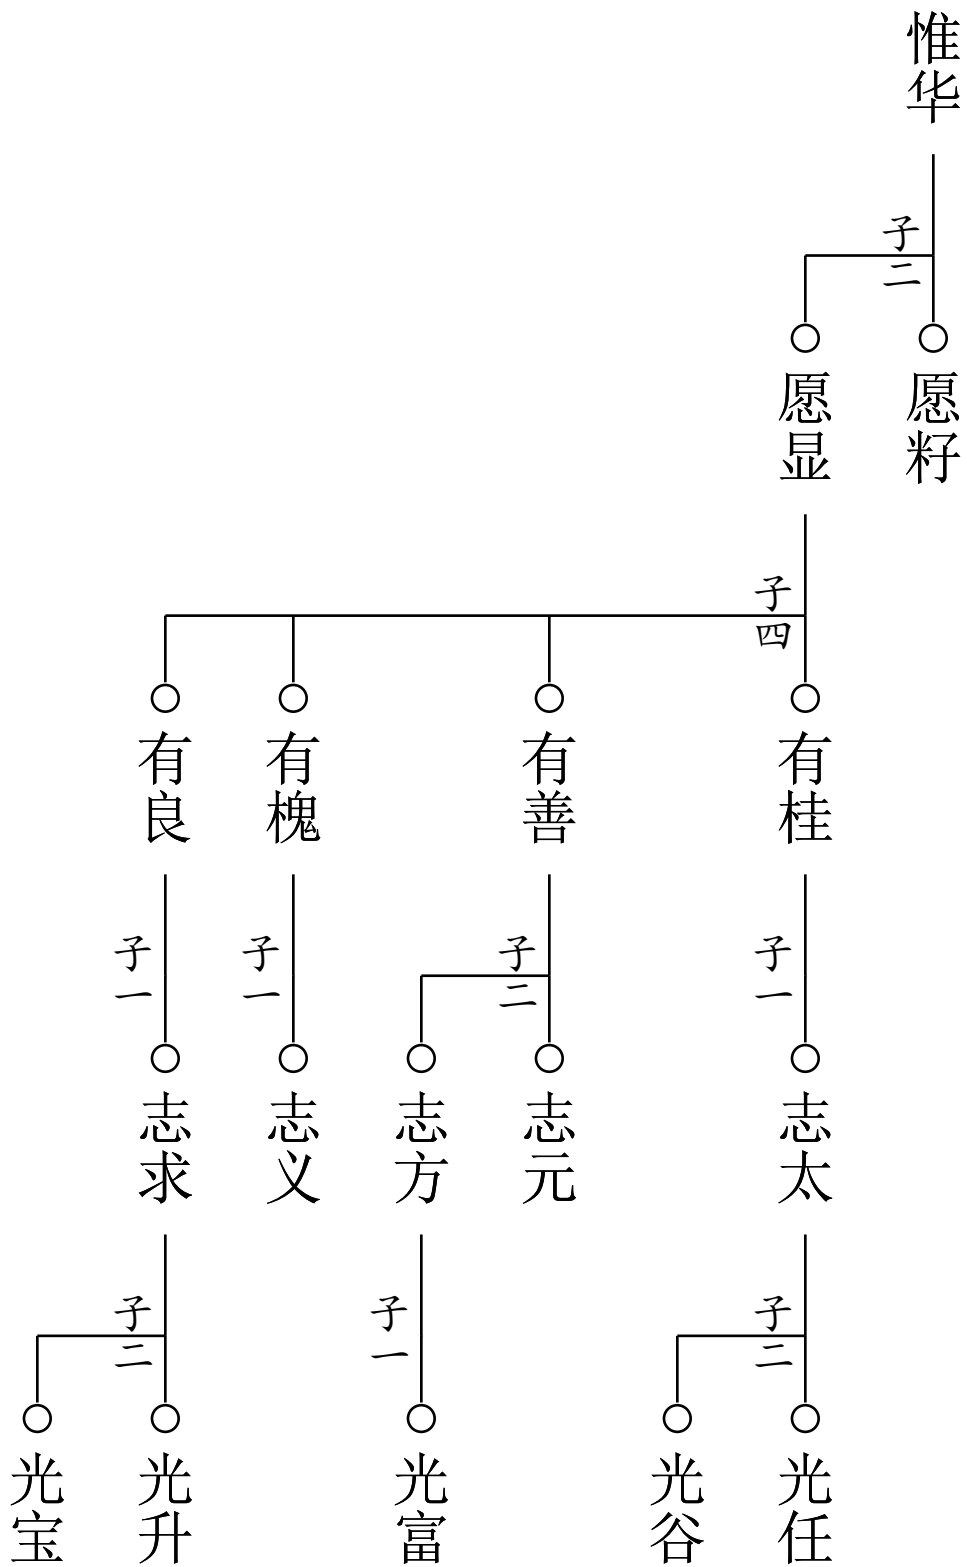 惟华
子二
愿籽
愿显
子四
有桂
有善
有槐
有良
子一
子二
子一
子一
志太
志元
志方
志义
志求
子二
子一
子二
光任
光谷
光富
光升
光宝